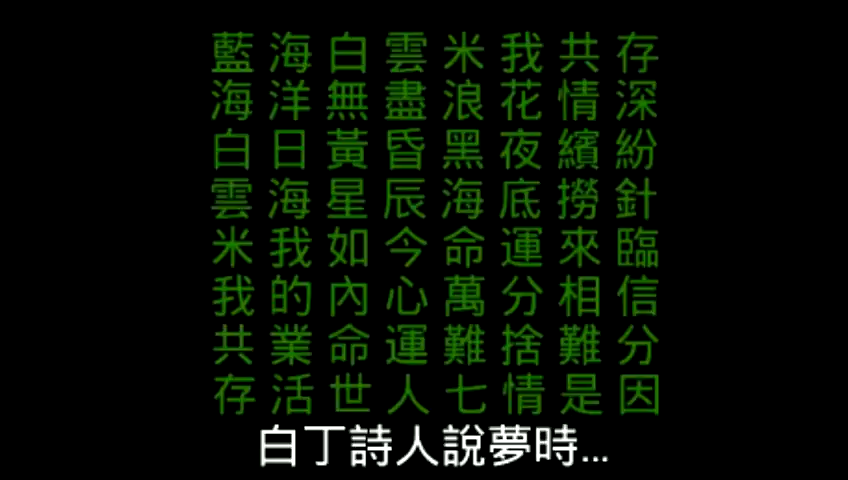 藍海白雲米我共存
海洋無盡浪花情深
白日黃昏黑夜繽紛
雲海星辰海底撈針
米我如今命運來臨
我的內心萬分相信
共業命運難捨難分
存活世人七情是因
白丁詩人說夢時...